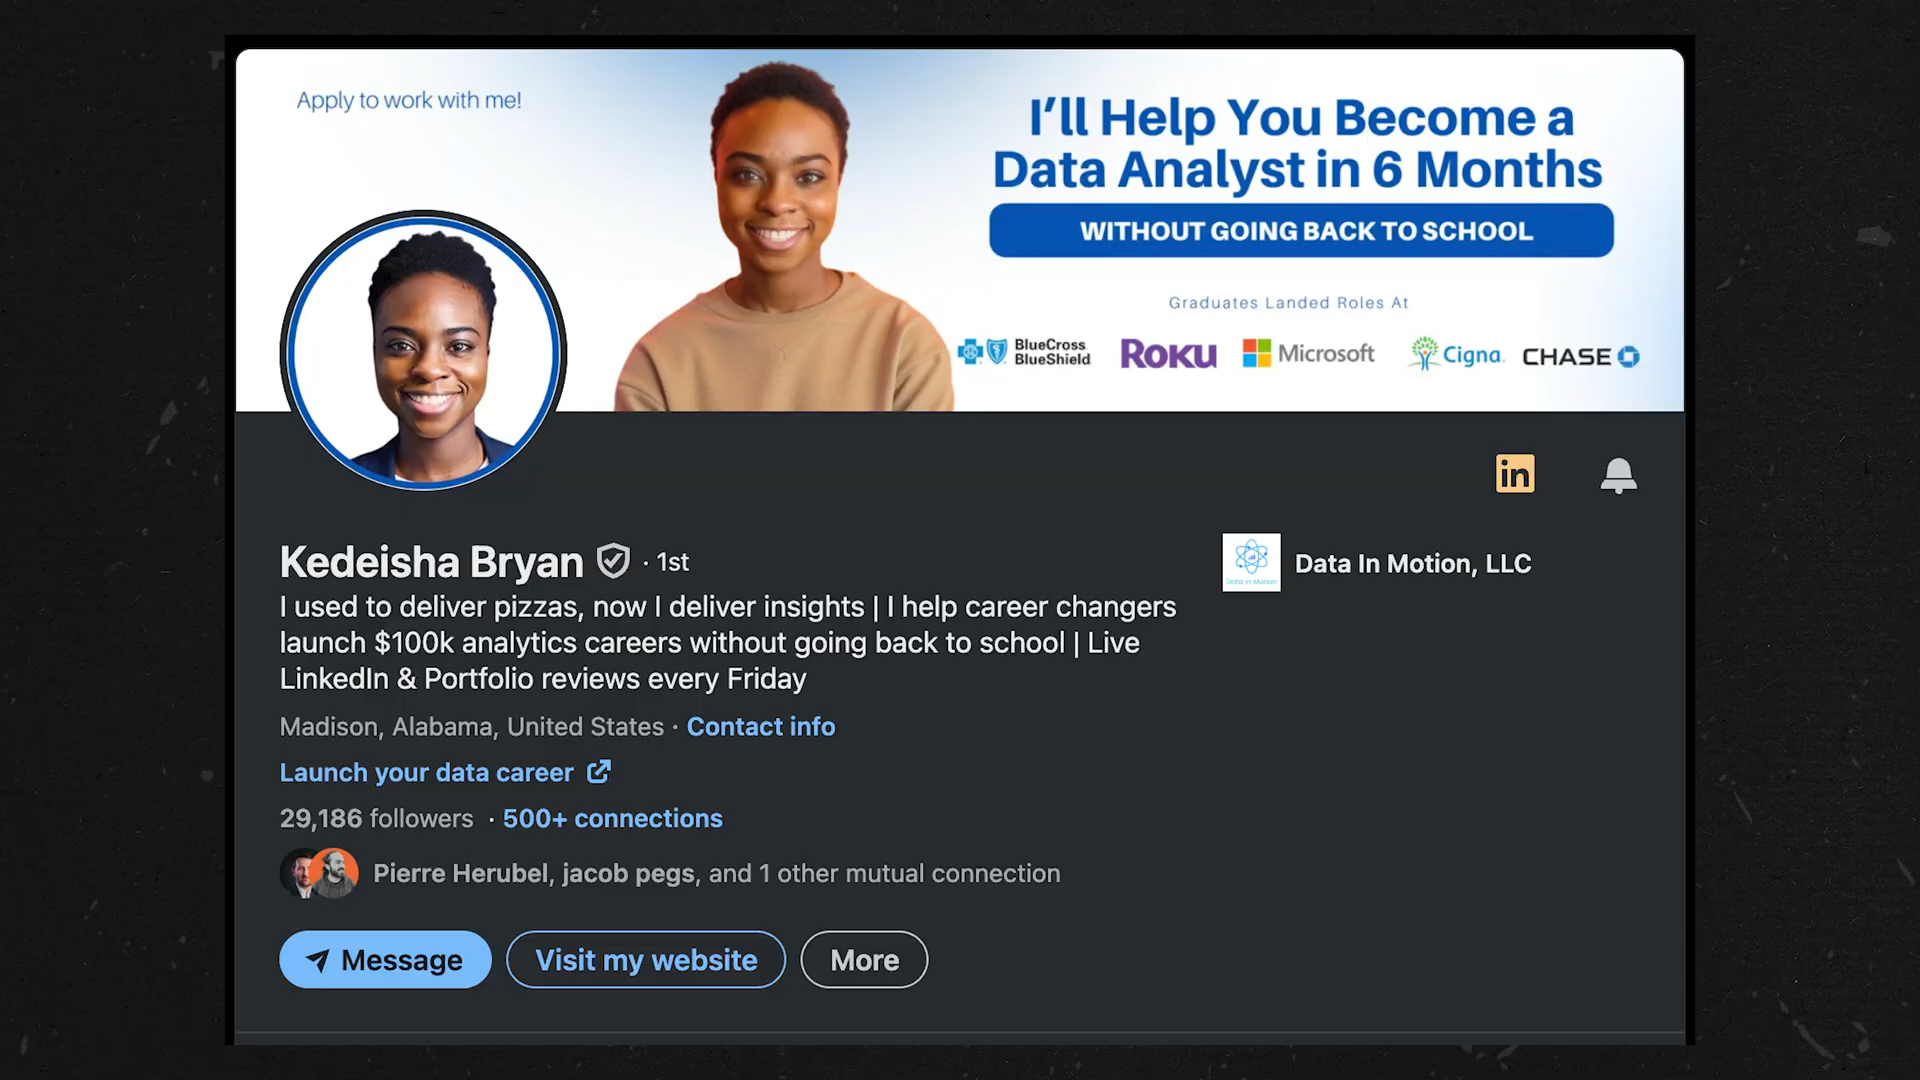 Apply to work with me!
I'll Help You Become a
Data Analyst in 6 Months
WITHOUT GOING BACK TO SCHOOL
Graduates Landed Roles At
BlueCross
BlueShield
ROKU
Microsoft
Cigna
CHASE
in
Kedeisha Bryan · 1st
Data In Motion
Data In Motion, LLC
I used to deliver pizzas, now I deliver insights | I help career changers
launch $100k analytics careers without going back to school | Live
LinkedIn & Portfolio reviews every Friday
Madison, Alabama, United States · Contact info
Launch your data career
29,186 followers · 500+ connections
Pierre Herubel, jacob pegs, and 1 other mutual connection
Message
Visit my website
More